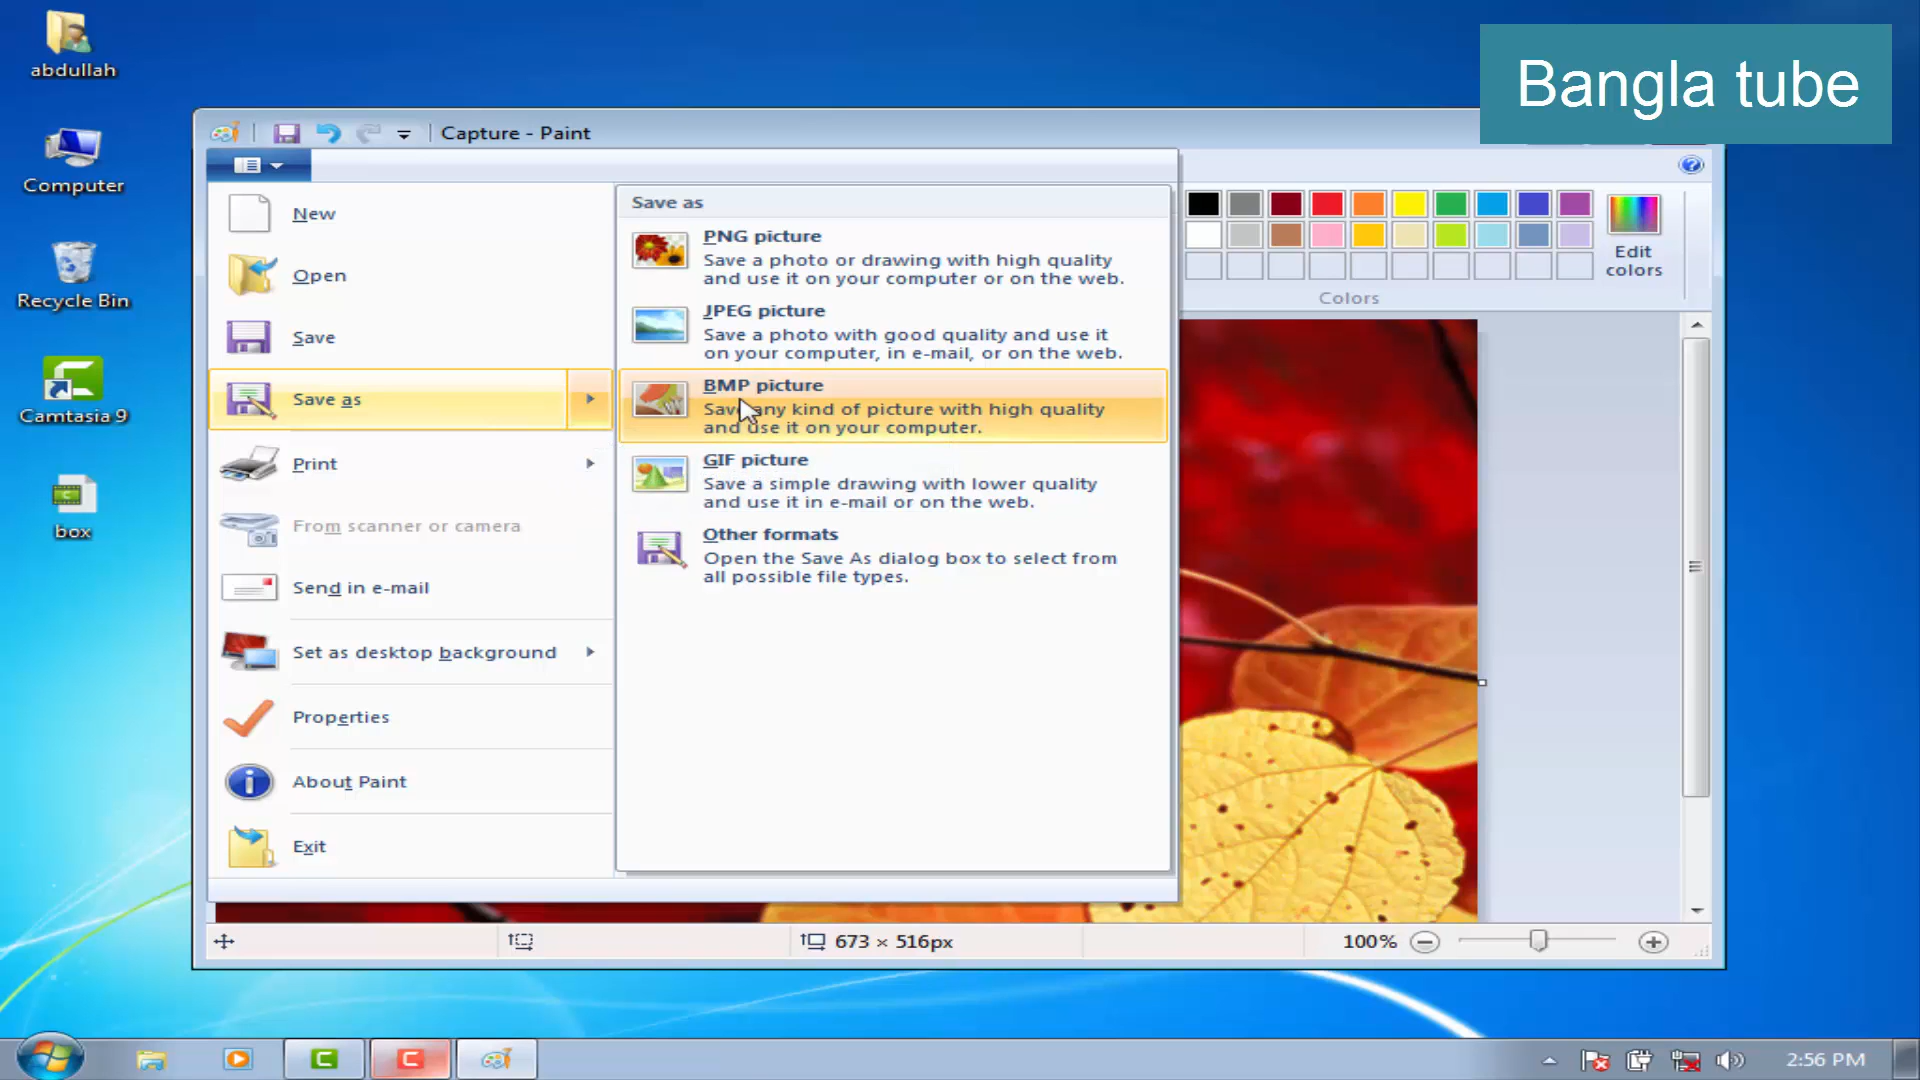 abdullah
Computer
Recycle Bin
Camtasia 9
box
Bangla tube
Capture - Paint
New
Open
Save
Save as
Print
From scanner or camera
Send in e-mail
Set as desktop background
Properties
About Paint
Exit
Save as
PNG picture
Save a photo or drawing with high quality
and use it on your computer or on the web.
JPEG picture
Save a photo with good quality and use it
on your computer, in e-mail, or on the web.
BMP picture
Save any kind of picture with high quality
and use it on your computer.
GIF picture
Save a simple drawing with lower quality
and use it in e-mail or on the web.
Other formats
Open the Save As dialog box to select from
all possible file types.
Edit
colors
Colors
673 × 516px
100%
2:56 PM